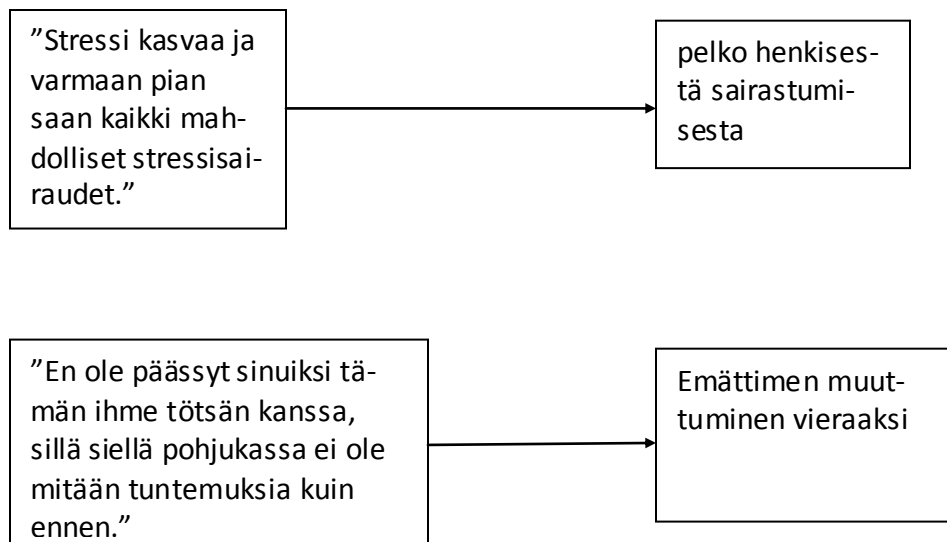 ”Stressi kasvaa ja
varmaan pian
saan kaikki mah-
dolliset stressisai-
raudet.”
pelko henkises-
tä sairastumi-
sesta
”En ole päässyt sinuiksi tä-
män ihme tötsän kanssa,
sillä siellä pohjukassa ei ole
mitään tuntemuksia kuin
ennen.”
Emättimen muut-
tuminen vieraaksi